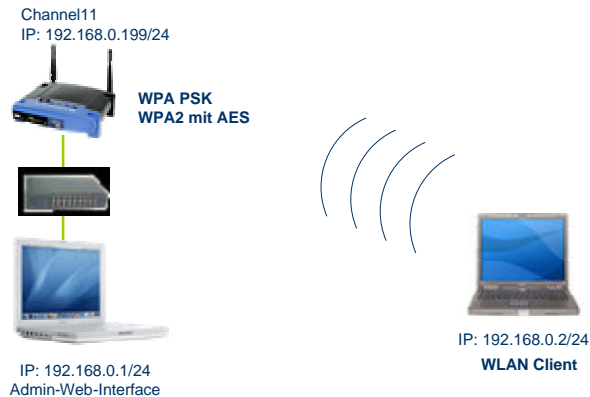 Channel11
IP: 192.168.0.199/24
WPA PSK
WPA2 mit AES
IP: 192.168.0.2/24
WLAN Client
IP: 192.168.0.1/24
Admin-Web-Interface